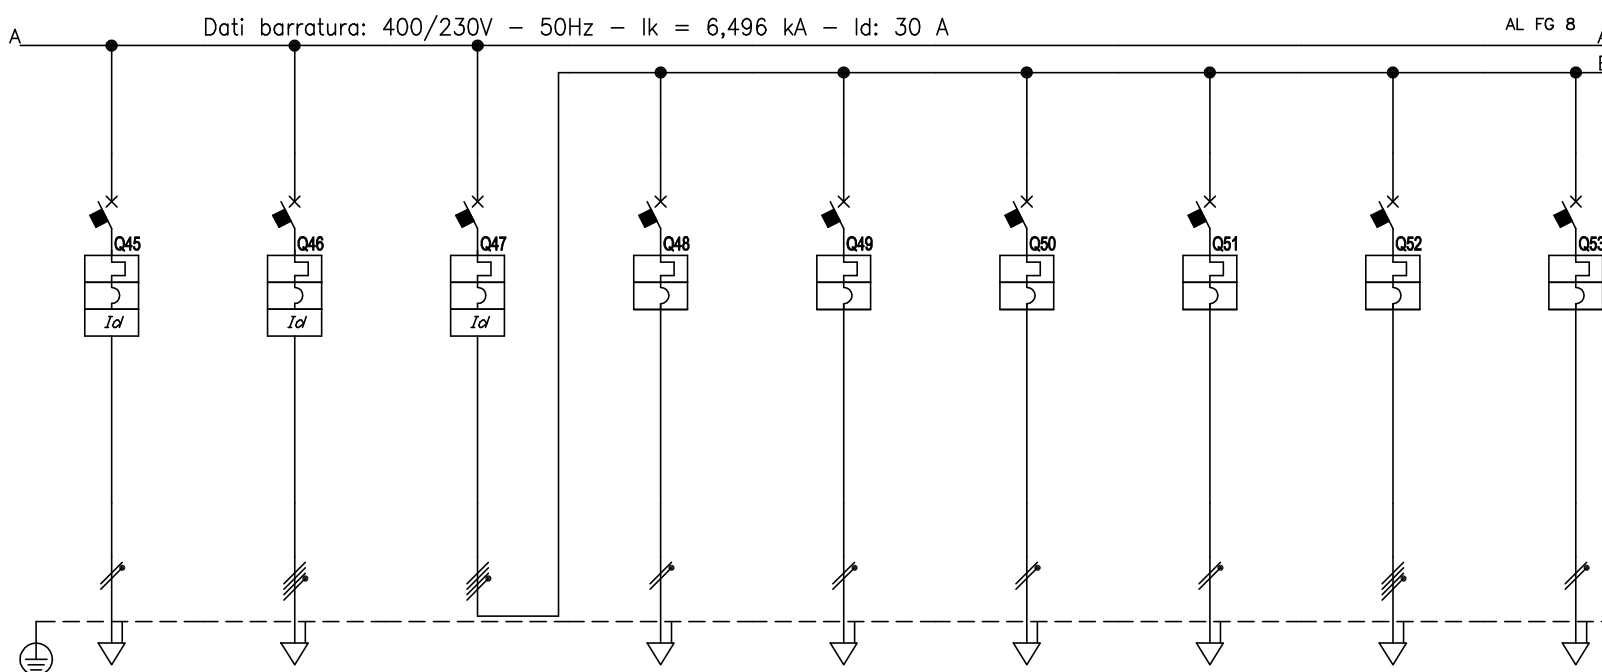 Dati barratura: 400/230V – 50Hz – Ik = 6,496 kA – Id: 30 A
AL FG 8
A
Q45 Q46 Q47 Q48 Q49 Q50 Q51 Q52 Q53
Id Id Id